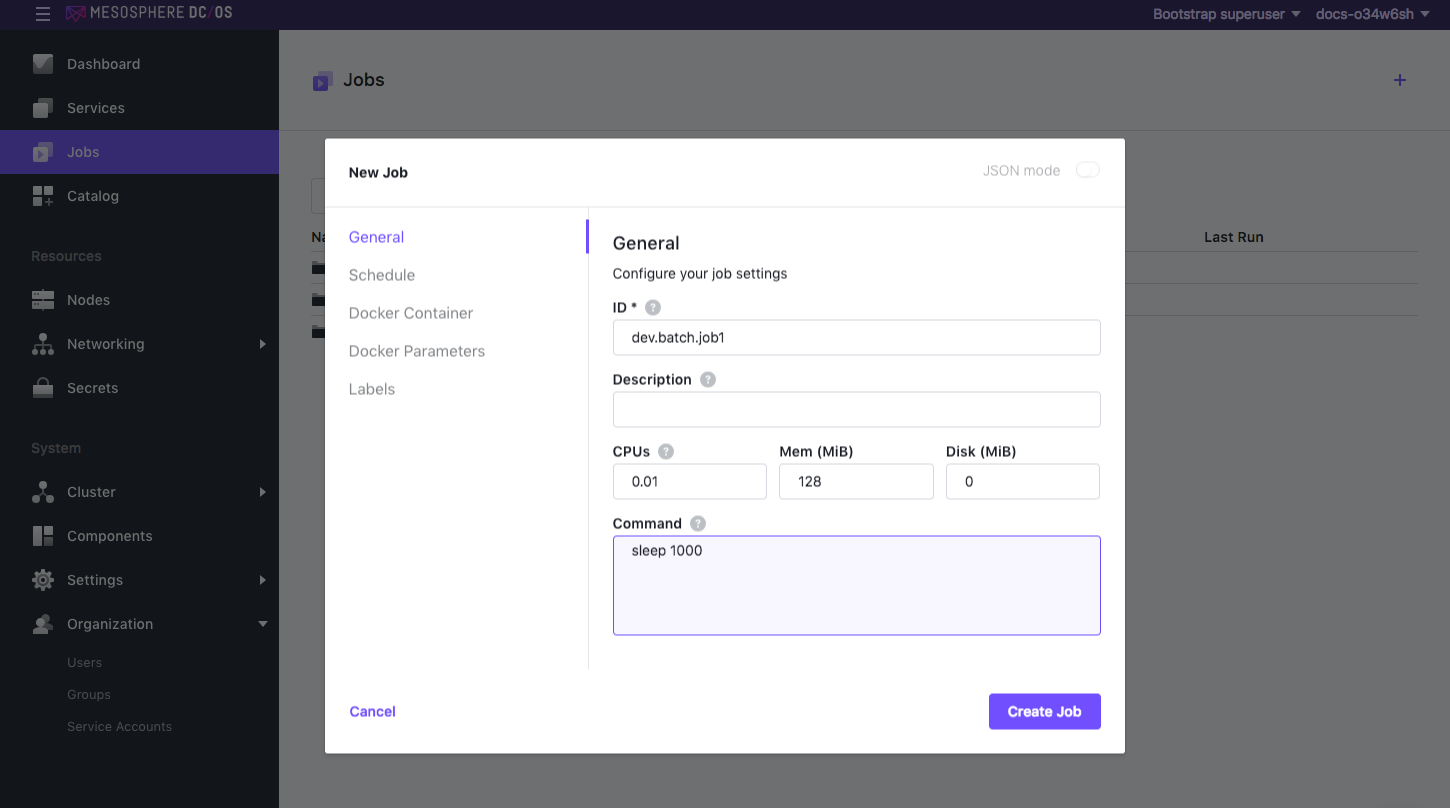 MESOSPHERE DC/OS
Bootstrap superuser
docs-o34w6sh
Dashboard
Services
Jobs
Catalog
Resources
Nodes
Networking
Secrets
System
Cluster
Components
Settings
Organization
Users
Groups
Service Accounts
Jobs
+
Last Run
New Job
JSON mode
General
Schedule
Docker Container
Docker Parameters
Labels
General
Configure your job settings
ID * ?
dev.batch.job1
Description ?
CPUs ? Mem (MiB) Disk (MiB)
0.01 128 0
Command ?
sleep 1000
Cancel
Create Job